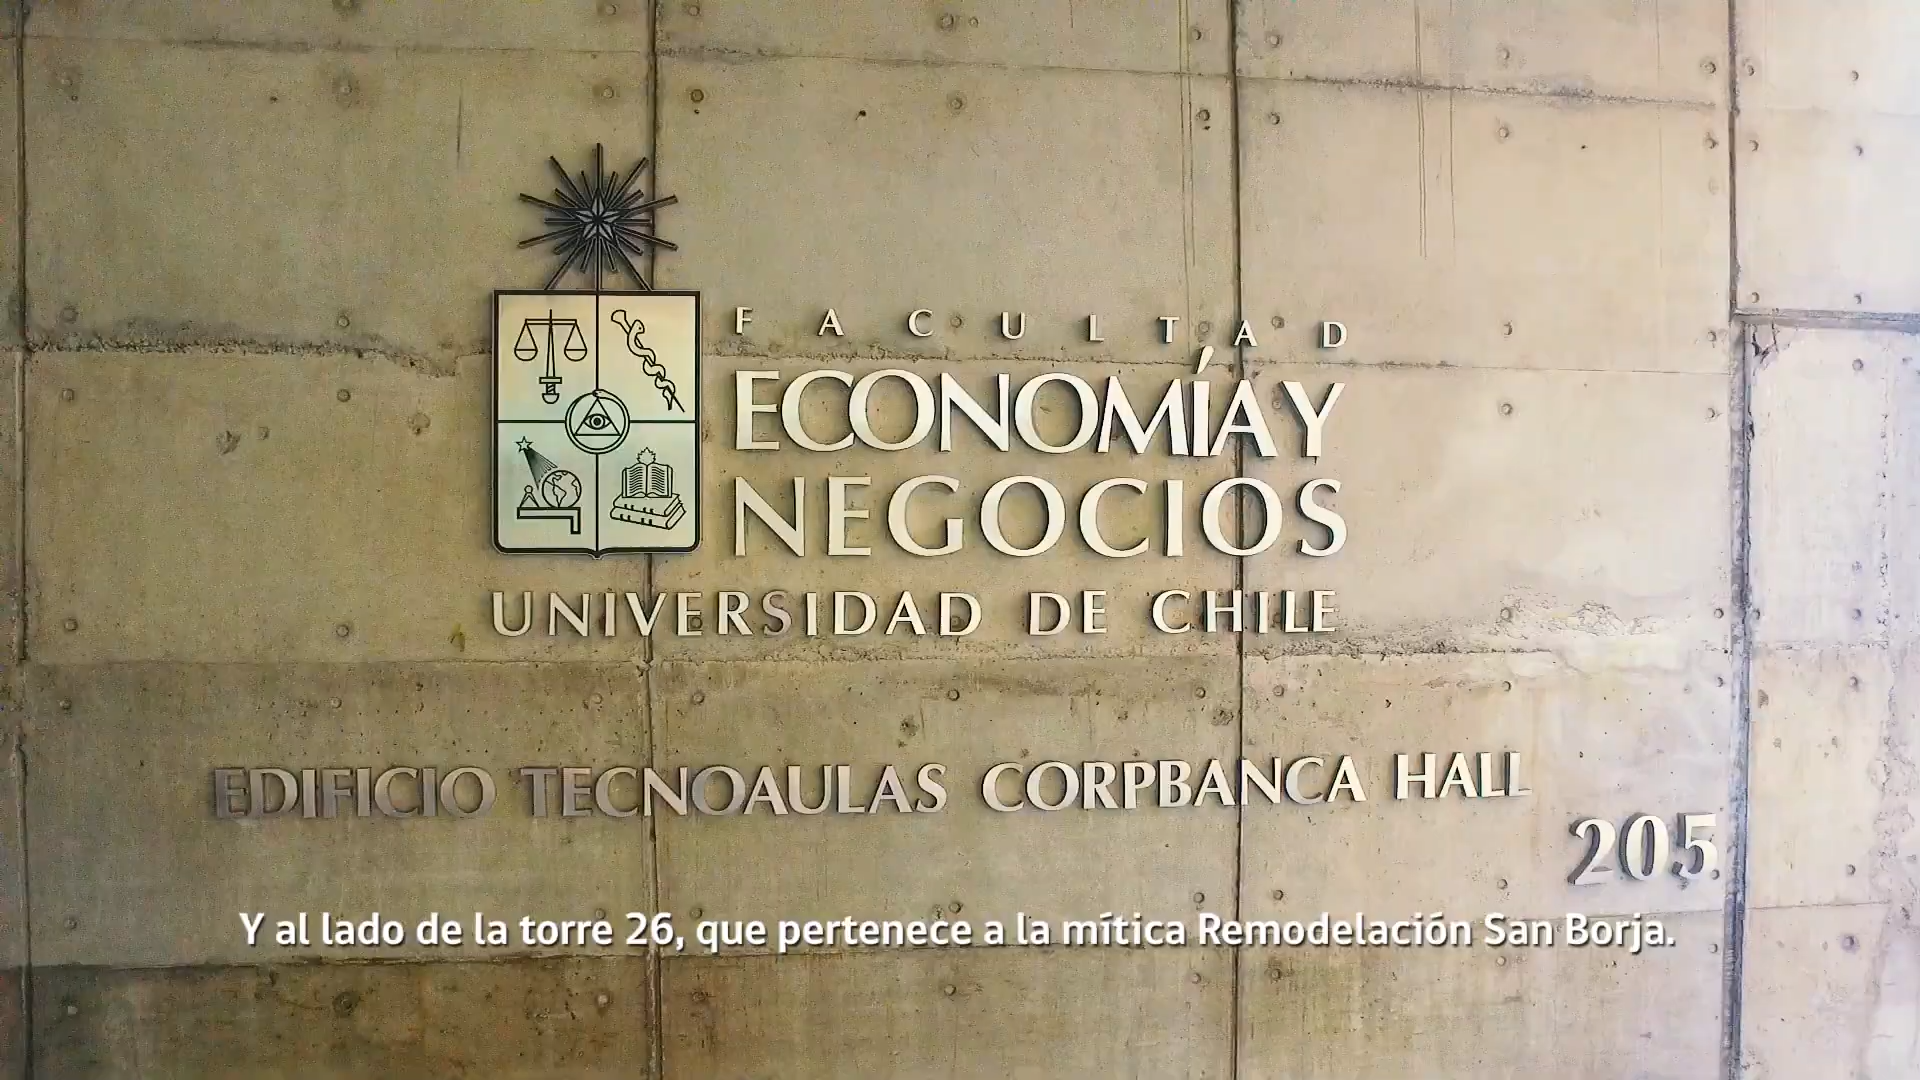 FACULTAD
ECONOMÍA Y
NEGOCIOS
UNIVERSIDAD DE CHILE
EDIFICIO TECNOAULAS CORPBANCA HALL
205
Y al lado de la torre 26, que pertenece a la mítica Remodelación San Borja.